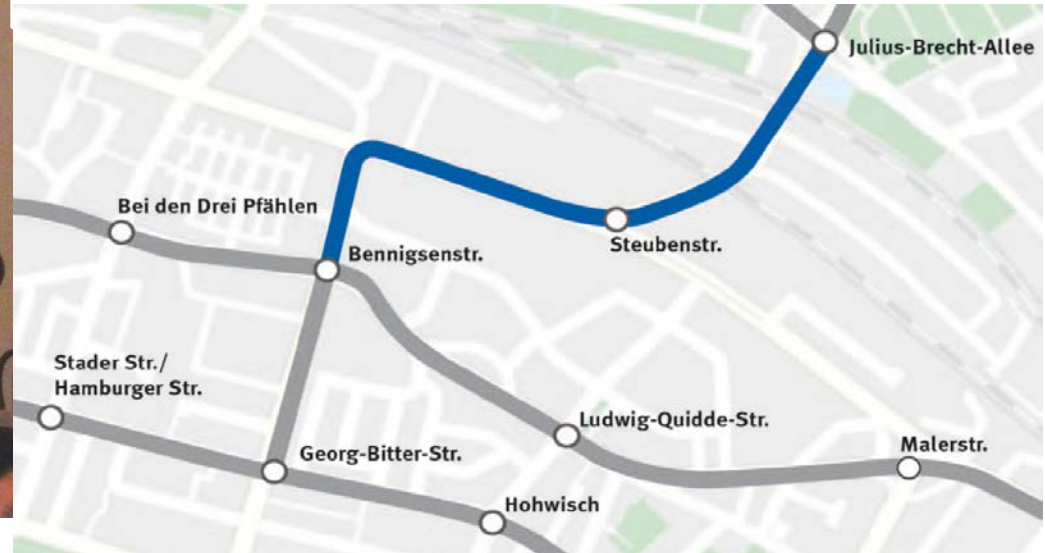 Julius-Brecht-Allee
Bei den Drei Pfählen
Steubenstr.
Bennigsenstr.
Stader Str./
Hamburger Str.
Ludwig-Quidde-Str.
Georg-Bitter-Str.
Malerstr.
Hohwisch